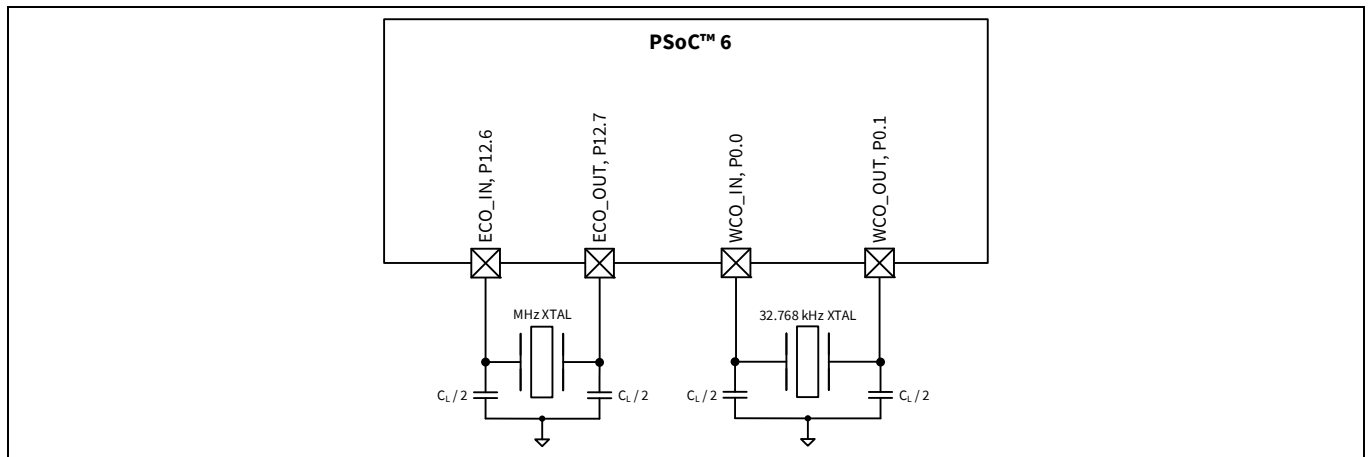 PSoC™ 6
ECO_IN, P12.6
ECO_OUT, P12.7
WCO_IN, P0.0
WCO_OUT, P0.1
MHz XTAL
32.768 kHz XTAL
CL / 2
CL / 2
CL / 2
CL / 2